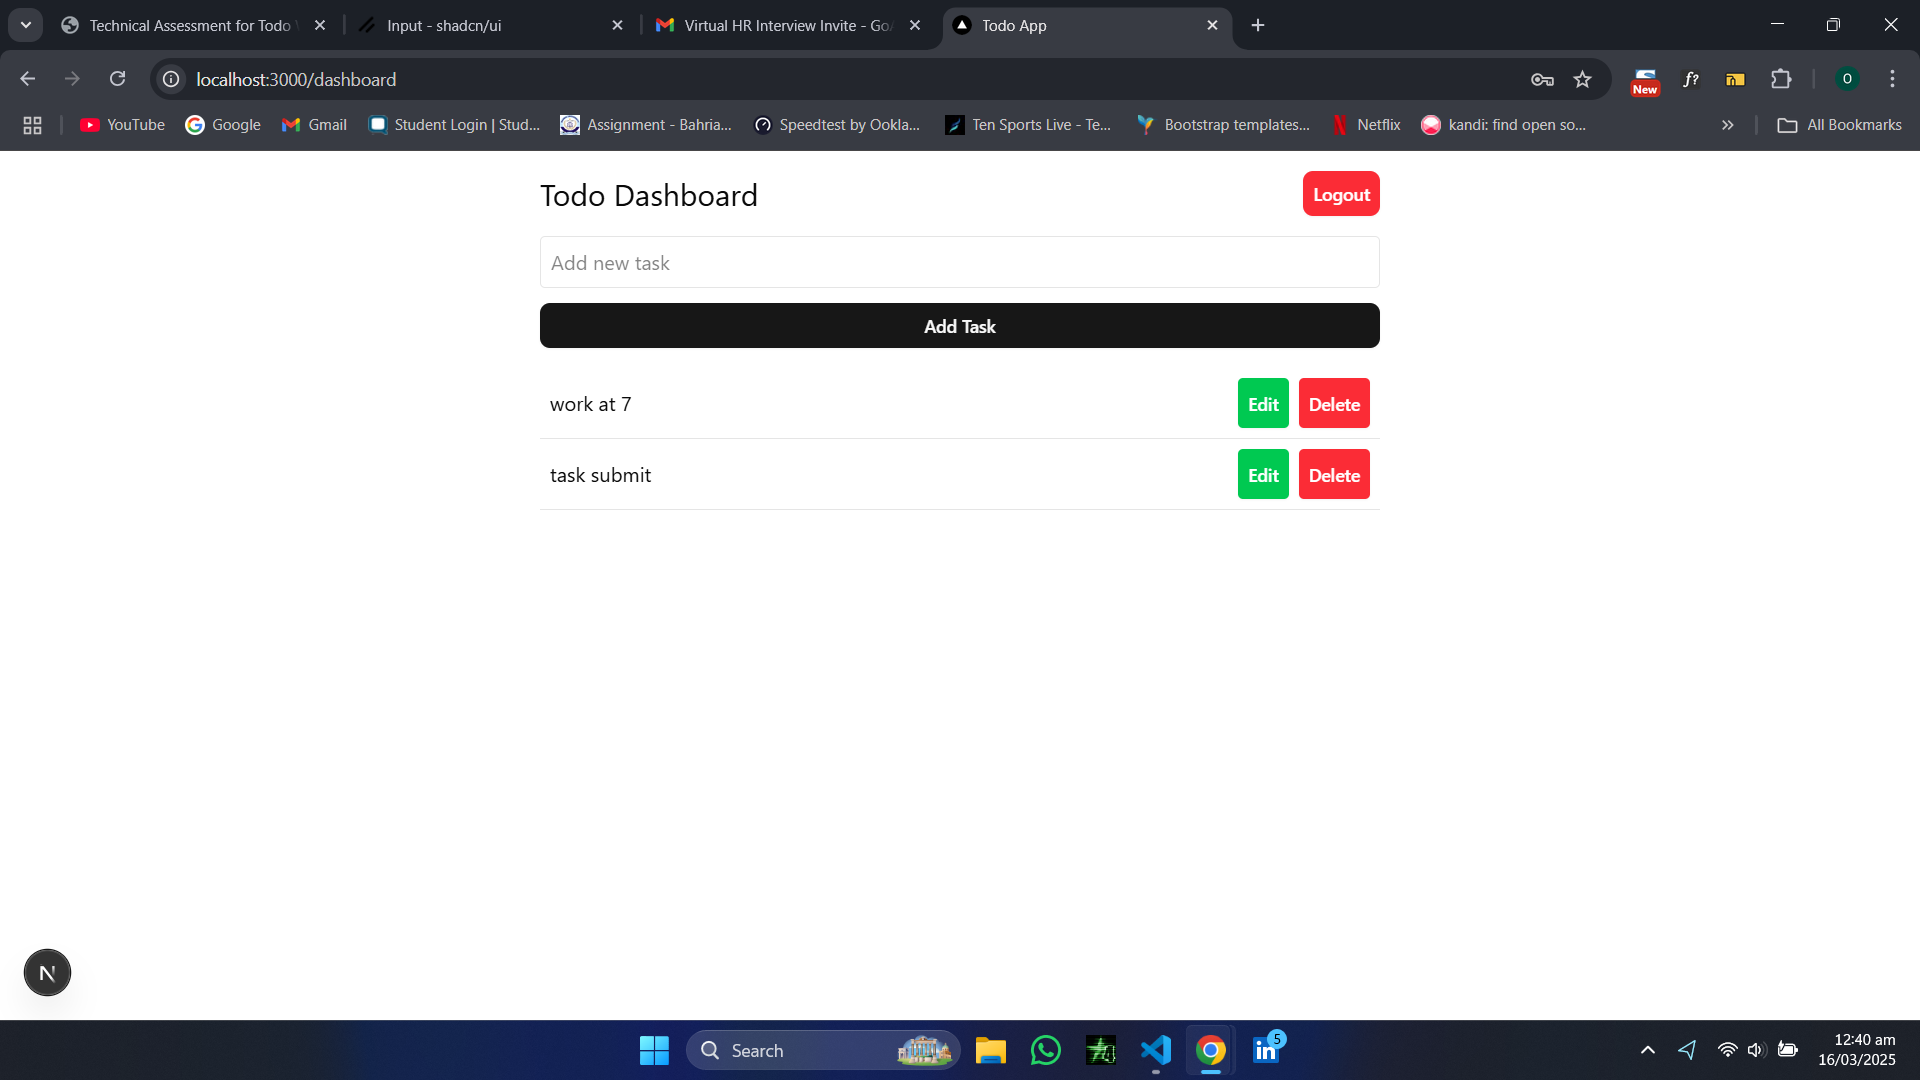 Technical Assessment for Todo
Input - shadcn/ui
Virtual HR Interview Invite - Go
Todo App
localhost:3000/dashboard
New
f?
O
YouTube
Google
Gmail
Student Login | Stud...
Assignment - Bahria...
Speedtest by Ookla...
Ten Sports Live - Te...
Bootstrap templates...
Netflix
kandi: find open so...
All Bookmarks
Todo Dashboard
Logout
Add new task
Add Task
work at 7
Edit
Delete
task submit
Edit
Delete
N
Search
in
5
12:40 am
16/03/2025